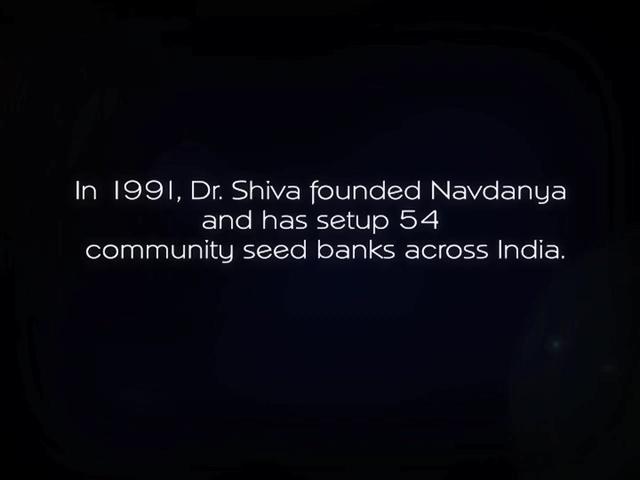 In 1991, Dr. Shiva founded Navdanya
and has setup 54
community seed banks across India.